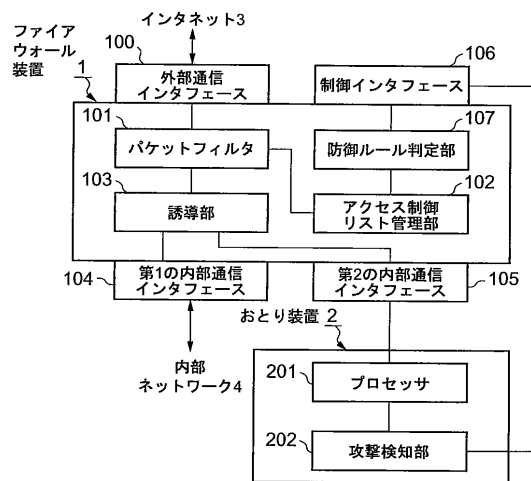 インタネット3
ファイア
ウォール
装置
1
100
外部通信
インタフェース
106
制御インタフェース
101
パケットフィルタ
107
防御ルール判定部
103
誘導部
102
アクセス制御
リスト管理部
104
第1の内部通信
インタフェース
第2の内部通信
インタフェース
105
おとり装置 2
内部
ネットワーク4
201
プロセッサ
202
攻撃検知部